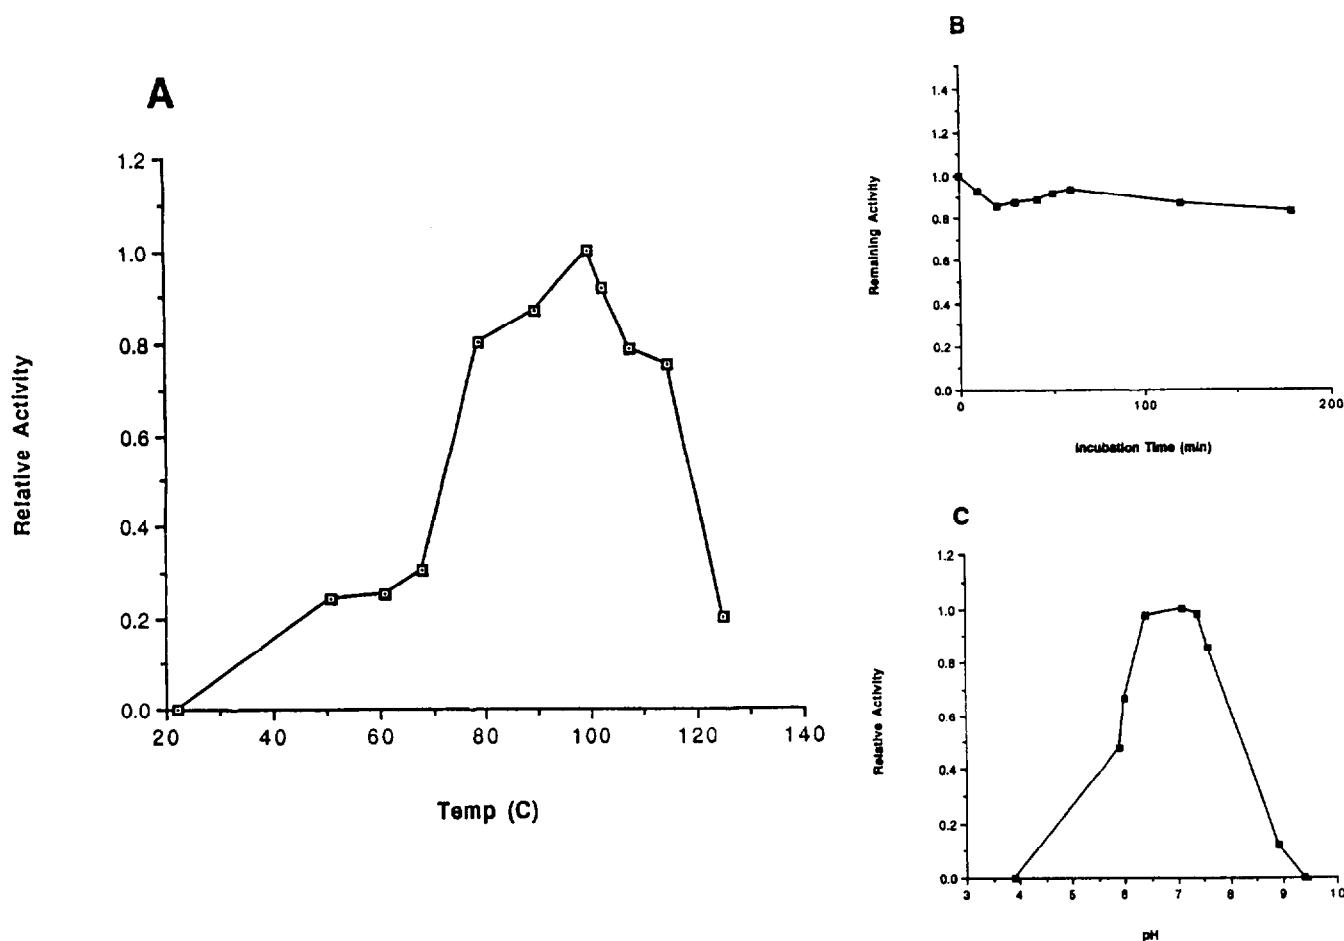 A
1.2
1.0
0.8
0.6
0.4
0.2
0.0
20 40 60 80 100 120 140
Relative Activity
Temp (C)
B
1.4
1.2
1.0
0.8
0.6
0.4
0.2
0.0
0 100 200
Remaining Activity
Incubation Time (min)
C
1.2
1.0
0.8
0.6
0.4
0.2
0.0
3 4 5 6 7 8 9 10
Relative Activity
pH